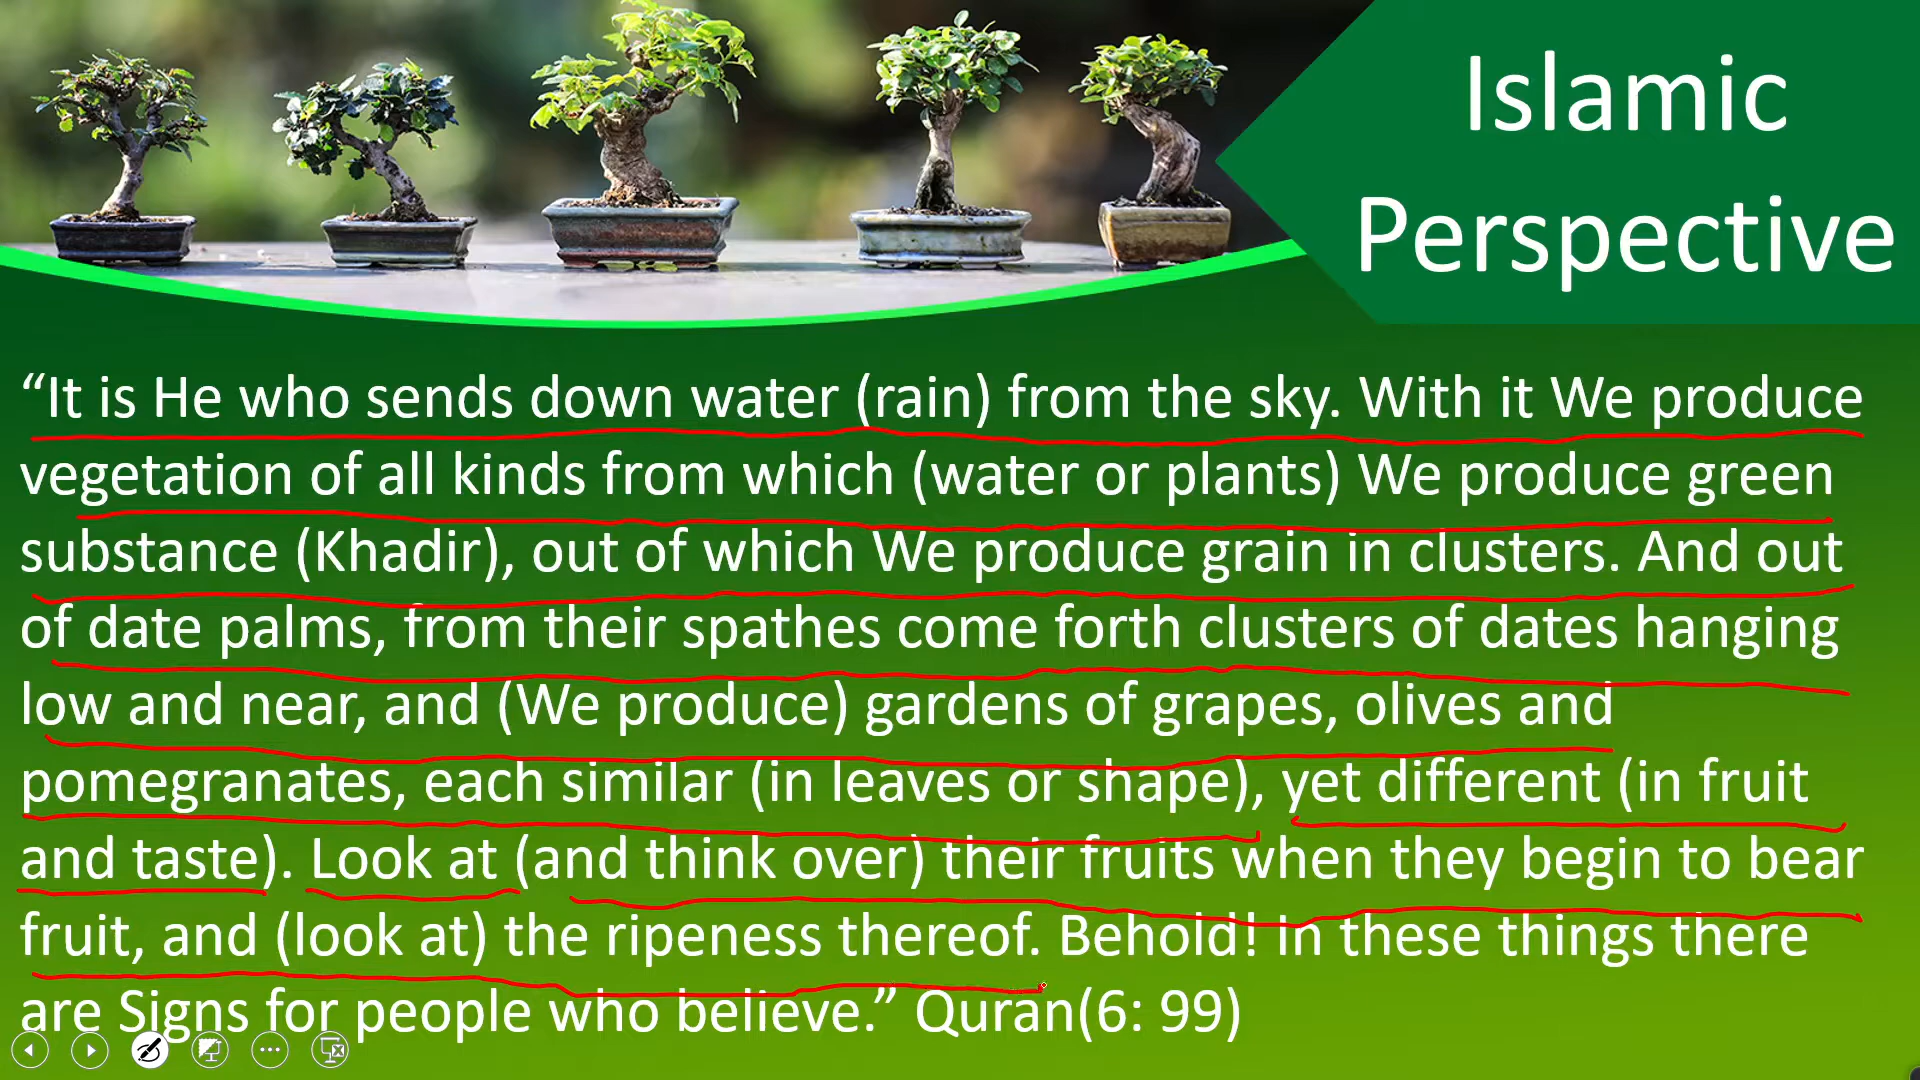 Islamic
Perspective
“It is He who sends down water (rain) from the sky. With it We produce
vegetation of all kinds from which (water or plants) We produce green
substance (Khadir), out of which We produce grain in clusters. And out
of date palms, from their spathes come forth clusters of dates hanging
low and near, and (We produce) gardens of grapes, olives and
pomegranates, each similar (in leaves or shape), yet different (in fruit
and taste). Look at (and think over) their fruits when they begin to bear
fruit, and (look at) the ripeness thereof. Behold! In these things there
are Signs for people who believe.” Quran(6: 99)